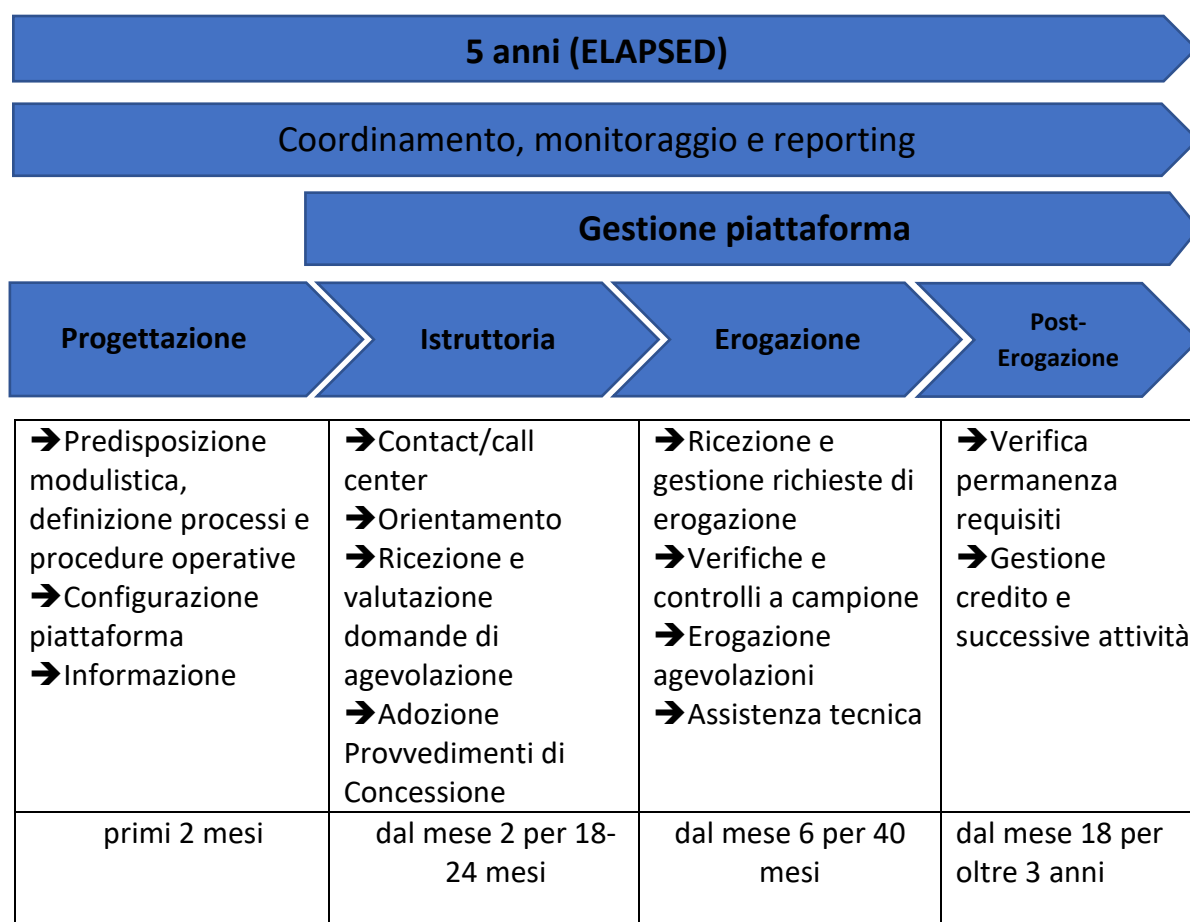 5 anni (ELAPSED)
Coordinamento, monitoraggio e reporting
Gestione piattaforma
Progettazione
Istruttoria
Erogazione
Post-
Erogazione
➔Predisposizione
modulistica,
definizione processi e
procedure operative
➔Configurazione
piattaforma
➔Informazione
➔Contact/call
center
➔Orientamento
➔Ricezione e
valutazione
domande di
agevolazione
➔Adozione
Provvedimenti di
Concessione
➔Ricezione e
gestione richieste di
erogazione
➔Verifiche e
controlli a campione
➔Erogazione
agevolazioni
➔Assistenza tecnica
➔Verifica
permanenza
requisiti
➔Gestione
credito e
successive attività
primi 2 mesi
dal mese 2 per 18-
24 mesi
dal mese 6 per 40
mesi
dal mese 18 per
oltre 3 anni